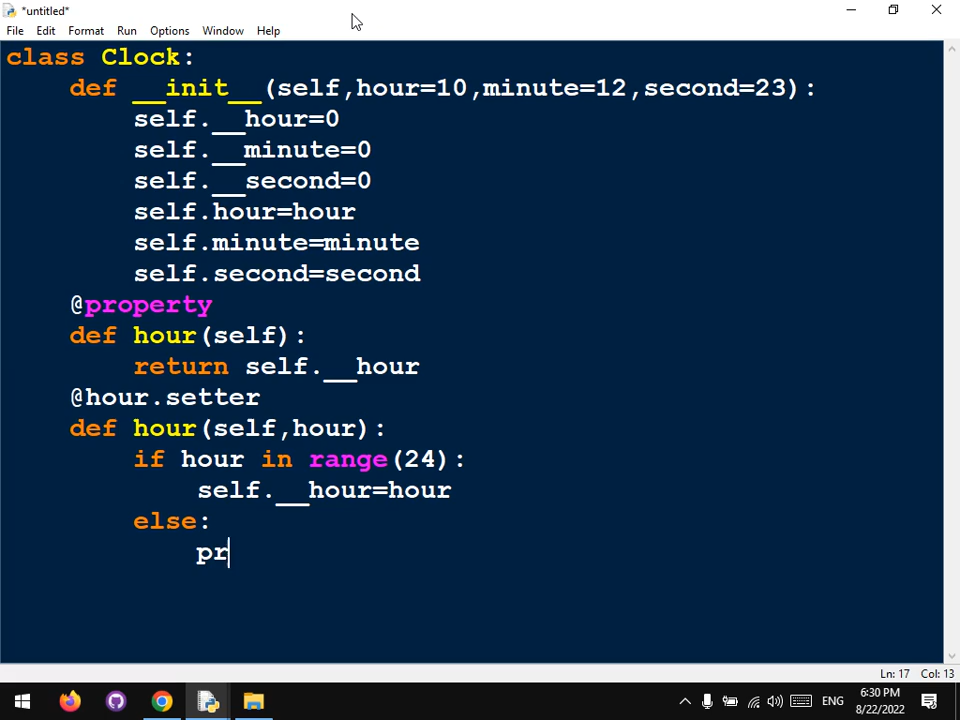 *untitled*
File Edit Format Run Options Window Help
class Clock:
    def __init__(self,hour=10,minute=12,second=23):
        self.__hour=0
        self.__minute=0
        self.__second=0
        self.hour=hour
        self.minute=minute
        self.second=second
    @property
    def hour(self):
        return self.__hour
    @hour.setter
    def hour(self,hour):
        if hour in range(24):
            self.__hour=hour
        else:
            pr
Ln: 17 Col: 13
ENG
6:30 PM
8/22/2022